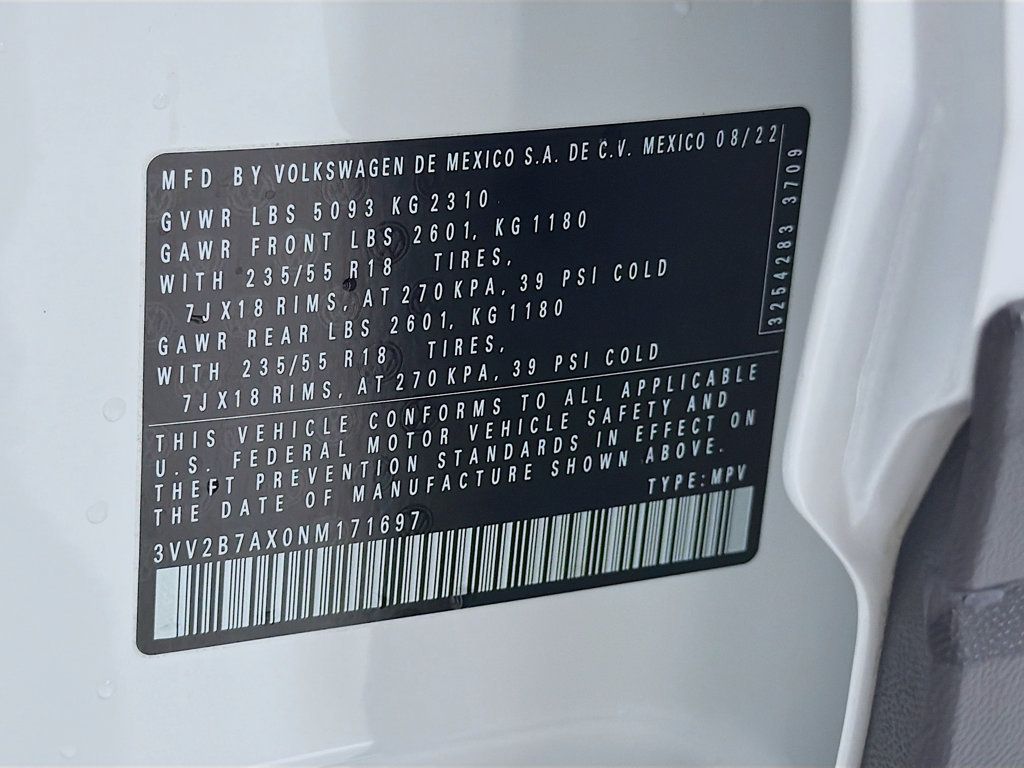 MFD BY VOLKSWAGEN DE MEXICO S.A. DE C.V. MEXICO 08/22
GVWR LBS 5093 KG 2310
GAWR FRONT LBS 2601, KG 1180
WITH 235/55 R18 TIRES,
7JX18 RIMS, AT 270 KPA, 39 PSI COLD
GAWR REAR LBS 2601, KG 1180
WITH 235/55 R18 TIRES,
7JX18 RIMS, AT 270 KPA, 39 PSI COLD
THIS VEHICLE CONFORMS TO ALL APPLICABLE
U.S. FEDERAL MOTOR VEHICLE SAFETY AND
THEFT PREVENTION STANDARDS IN EFFECT ON
THE DATE OF MANUFACTURE SHOWN ABOVE.
TYPE: MPV
3VV2B7AX0NM171697
3254283 3709